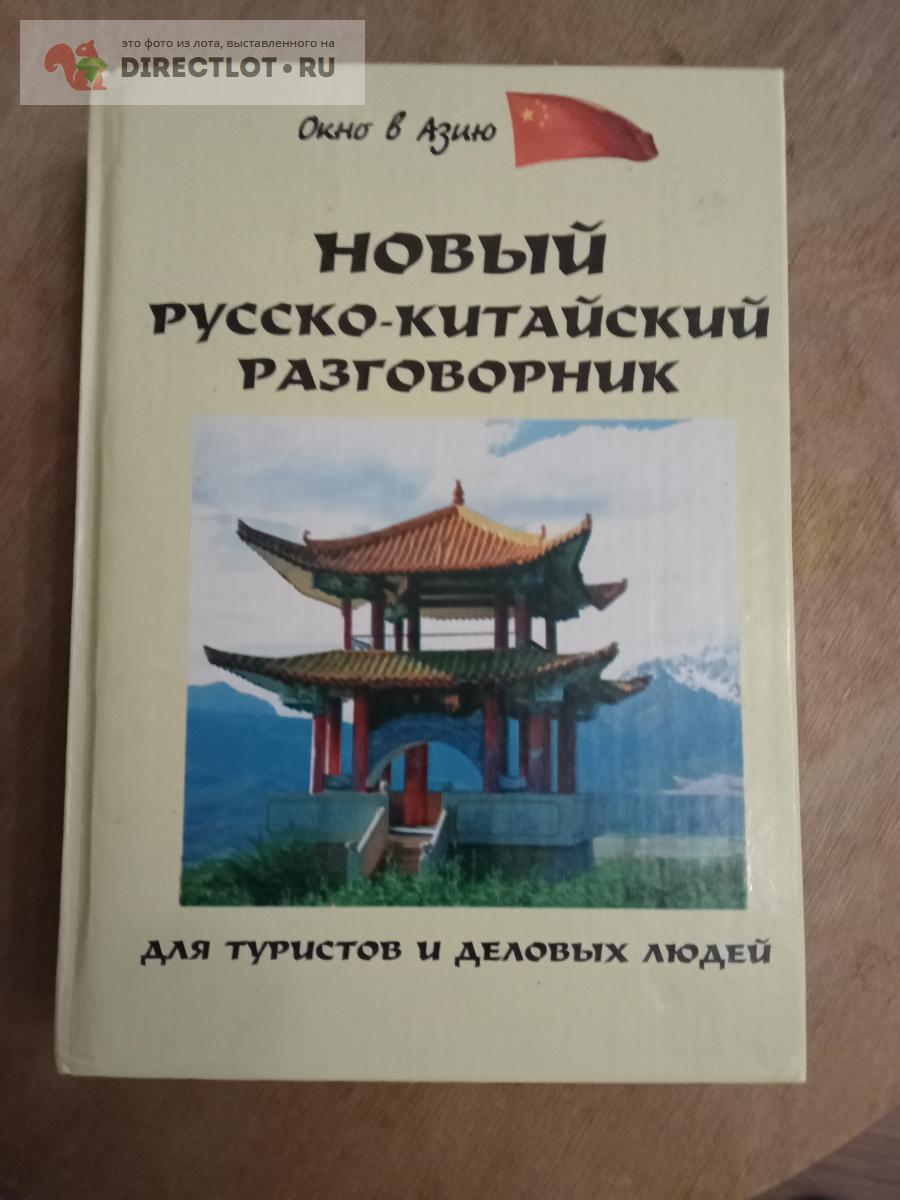 это фото из лота, выставленного на
DIRECTLOT.RU
Окно в Азию
НОВЫЙ
РУССКО-КИТАЙСКИЙ
РАЗГОВОРНИК
ДЛЯ ТУРИСТОВ И ДЕЛОВЫХ ЛЮДЕЙ